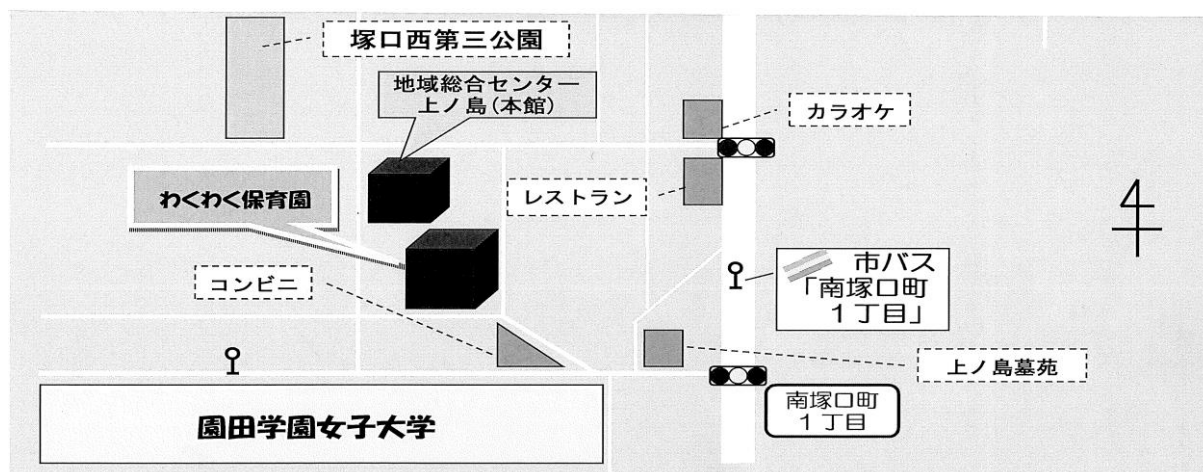 塚口西第三公園
地域総合センター
上ノ島(本館)
カラオケ
わくわく保育園
レストラン
コンビニ
市バス
「南塚口町
1丁目」
上ノ島墓苑
南塚口町
1丁目
園田学園女子大学